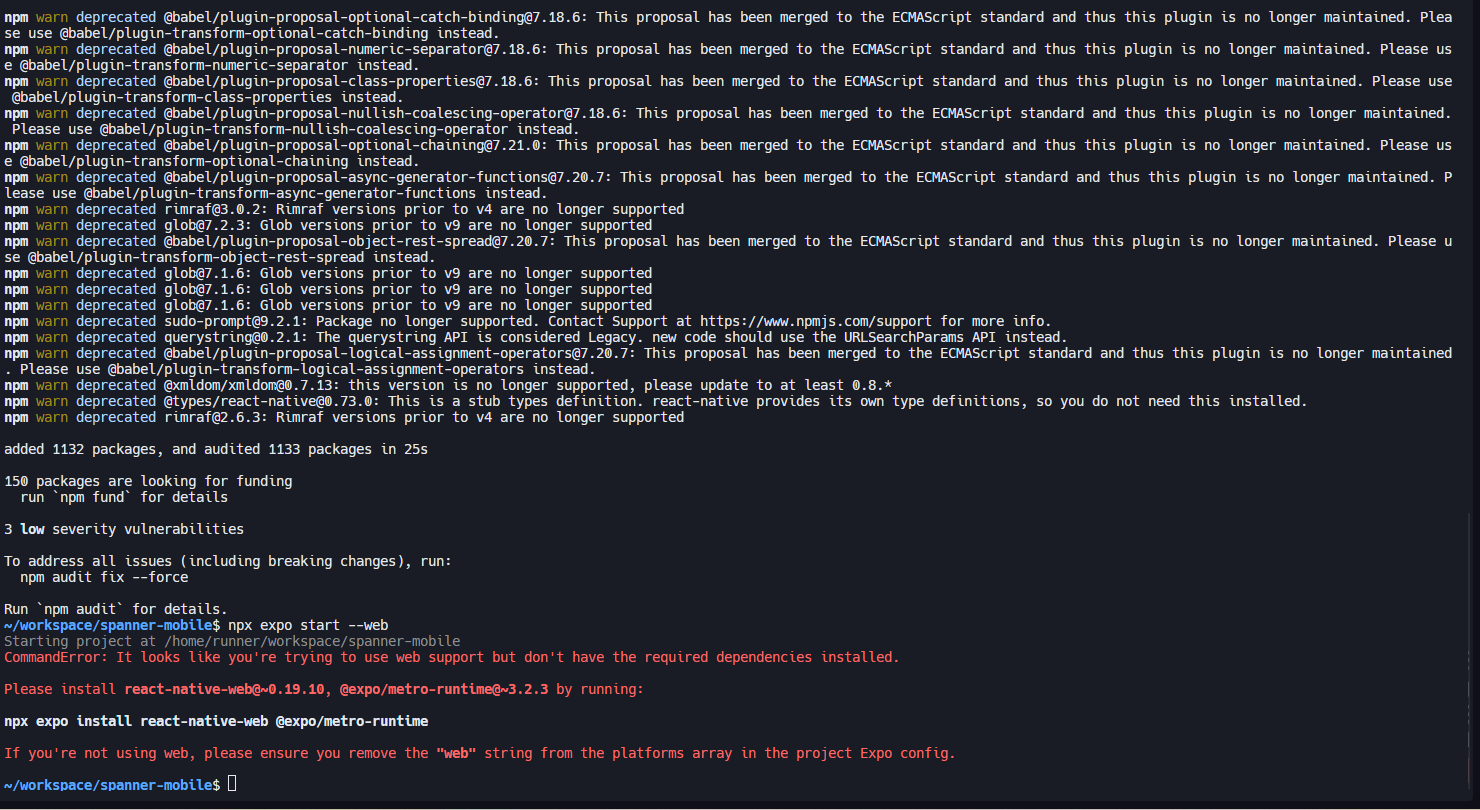 npm warn deprecated @babel/plugin-proposal-optional-catch-binding@7.18.6: This proposal has been merged to the ECMAScript standard and thus this plugin is no longer maintained. Plea
se use @babel/plugin-transform-optional-catch-binding instead.
npm warn deprecated @babel/plugin-proposal-numeric-separator@7.18.6: This proposal has been merged to the ECMAScript standard and thus this plugin is no longer maintained. Please us
e @babel/plugin-transform-numeric-separator instead.
npm warn deprecated @babel/plugin-proposal-class-properties@7.18.6: This proposal has been merged to the ECMAScript standard and thus this plugin is no longer maintained. Please use
 @babel/plugin-transform-class-properties instead.
npm warn deprecated @babel/plugin-proposal-nullish-coalescing-operator@7.18.6: This proposal has been merged to the ECMAScript standard and thus this plugin is no longer maintained.
 Please use @babel/plugin-transform-nullish-coalescing-operator instead.
npm warn deprecated @babel/plugin-proposal-optional-chaining@7.21.0: This proposal has been merged to the ECMAScript standard and thus this plugin is no longer maintained. Please us
e @babel/plugin-transform-optional-chaining instead.
npm warn deprecated @babel/plugin-proposal-async-generator-functions@7.20.7: This proposal has been merged to the ECMAScript standard and thus this plugin is no longer maintained. P
lease use @babel/plugin-transform-async-generator-functions instead.
npm warn deprecated rimraf@3.0.2: Rimraf versions prior to v4 are no longer supported
npm warn deprecated glob@7.2.3: Glob versions prior to v9 are no longer supported
npm warn deprecated @babel/plugin-proposal-object-rest-spread@7.20.7: This proposal has been merged to the ECMAScript standard and thus this plugin is no longer maintained. Please u
se @babel/plugin-transform-object-rest-spread instead.
npm warn deprecated glob@7.1.6: Glob versions prior to v9 are no longer supported
npm warn deprecated glob@7.1.6: Glob versions prior to v9 are no longer supported
npm warn deprecated glob@7.1.6: Glob versions prior to v9 are no longer supported
npm warn deprecated sudo-prompt@9.2.1: Package no longer supported. Contact Support at https://www.npmjs.com/support for more info.
npm warn deprecated querystring@0.2.1: The querystring API is considered Legacy. new code should use the URLSearchParams API instead.
npm warn deprecated @babel/plugin-proposal-logical-assignment-operators@7.20.7: This proposal has been merged to the ECMAScript standard and thus this plugin is no longer maintained
. Please use @babel/plugin-transform-logical-assignment-operators instead.
npm warn deprecated @xmldom/xmldom@0.7.13: this version is no longer supported, please update to at least 0.8.*
npm warn deprecated @types/react-native@0.73.0: This is a stub types definition. react-native provides its own type definitions, so you do not need this installed.
npm warn deprecated rimraf@2.6.3: Rimraf versions prior to v4 are no longer supported

added 1132 packages, and audited 1133 packages in 25s

150 packages are looking for funding
  run `npm fund` for details

3 low severity vulnerabilities

To address all issues (including breaking changes), run:
  npm audit fix --force

Run `npm audit` for details.
~/workspace/spanner-mobile$ npx expo start --web
Starting project at /home/runner/workspace/spanner-mobile
CommandError: It looks like you're trying to use web support but don't have the required dependencies installed.

Please install react-native-web@~0.19.10, @expo/metro-runtime@~3.2.3 by running:

npx expo install react-native-web @expo/metro-runtime

If you're not using web, please ensure you remove the "web" string from the platforms array in the project Expo config.

~/workspace/spanner-mobile$